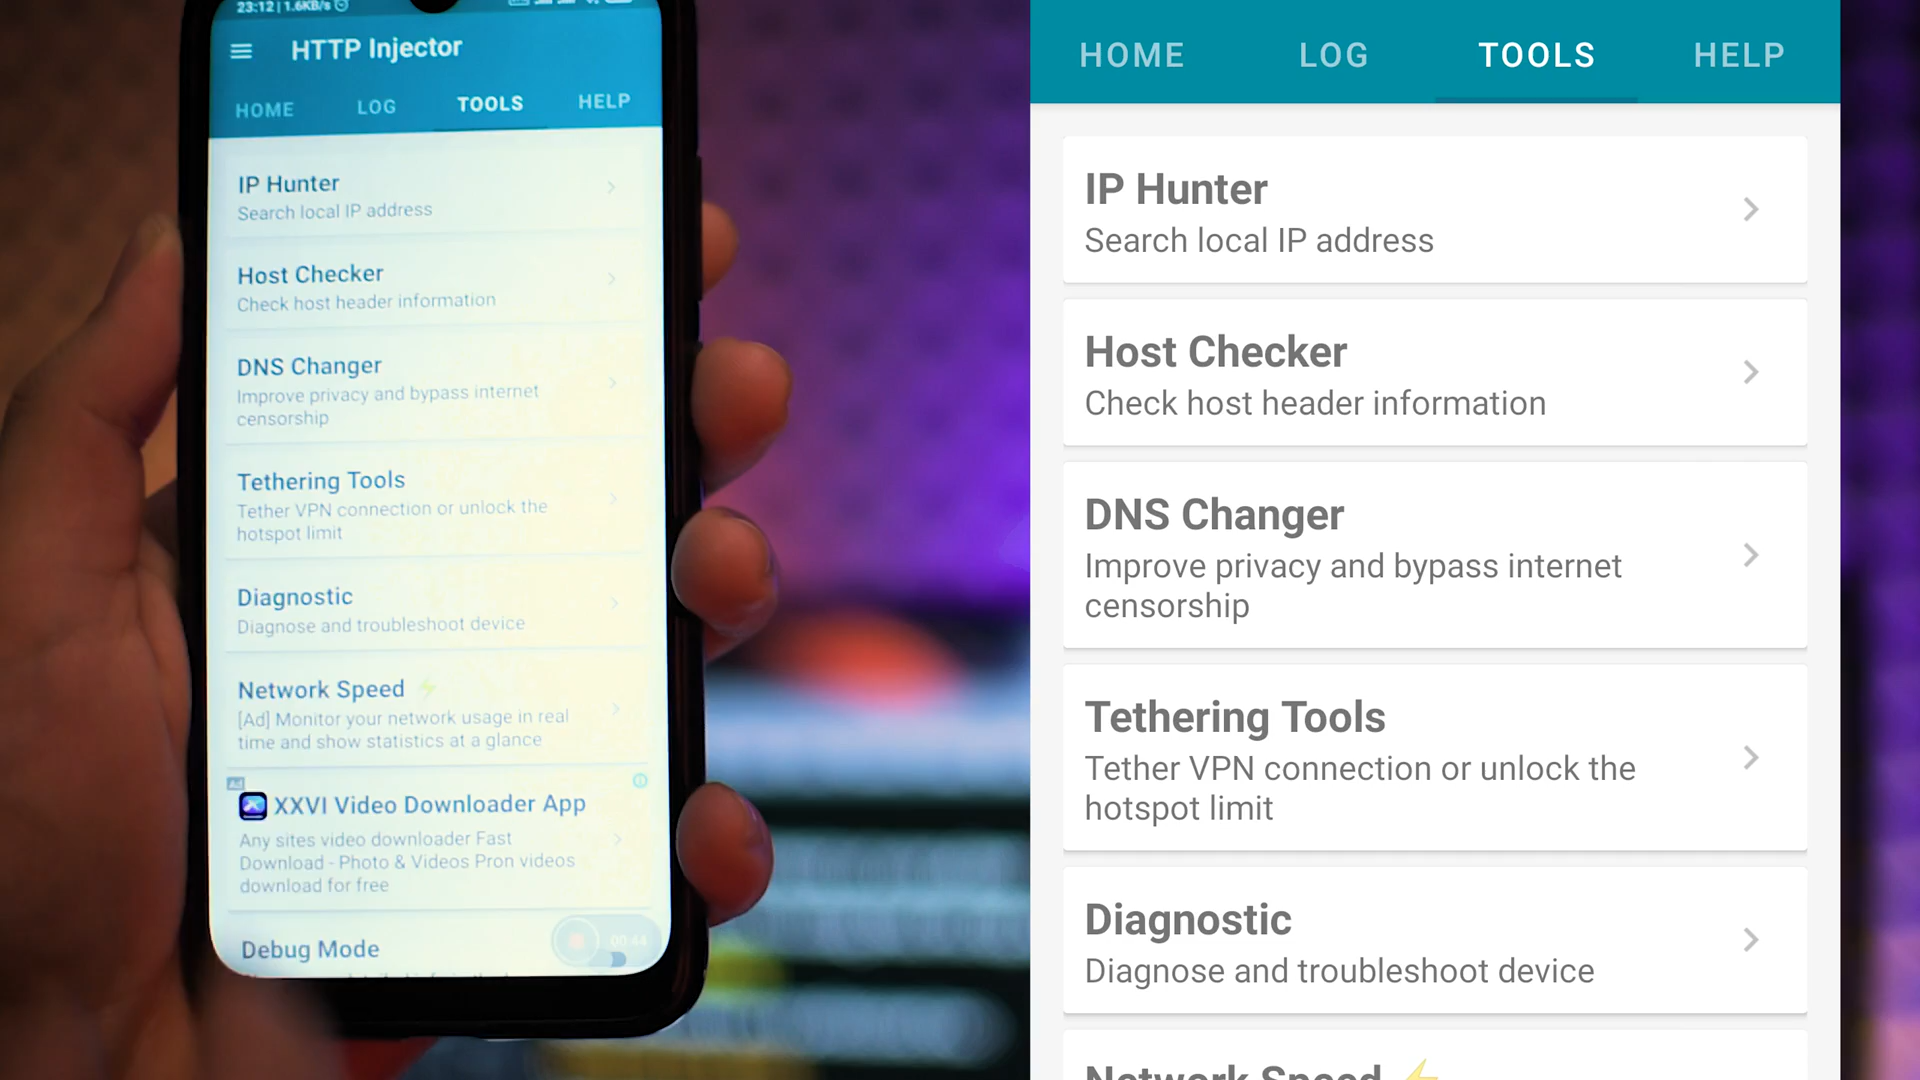 23:12 | 1.6KB/s
HTTP Injector
HOME LOG TOOLS HELP
IP Hunter
Search local IP address
Host Checker
Check host header information
DNS Changer
Improve privacy and bypass internet
censorship
Tethering Tools
Tether VPN connection or unlock the
hotspot limit
Diagnostic
Diagnose and troubleshoot device
Network Speed
[Ad] Monitor your network usage in real
time and show statistics at a glance
Ad
XXVI Video Downloader App
Any sites video downloader Fast
Download - Photo & Videos Pron videos
download for free
Debug Mode
00:44
HOME LOG TOOLS HELP
IP Hunter
Search local IP address
Host Checker
Check host header information
DNS Changer
Improve privacy and bypass internet
censorship
Tethering Tools
Tether VPN connection or unlock the
hotspot limit
Diagnostic
Diagnose and troubleshoot device
Network Speed